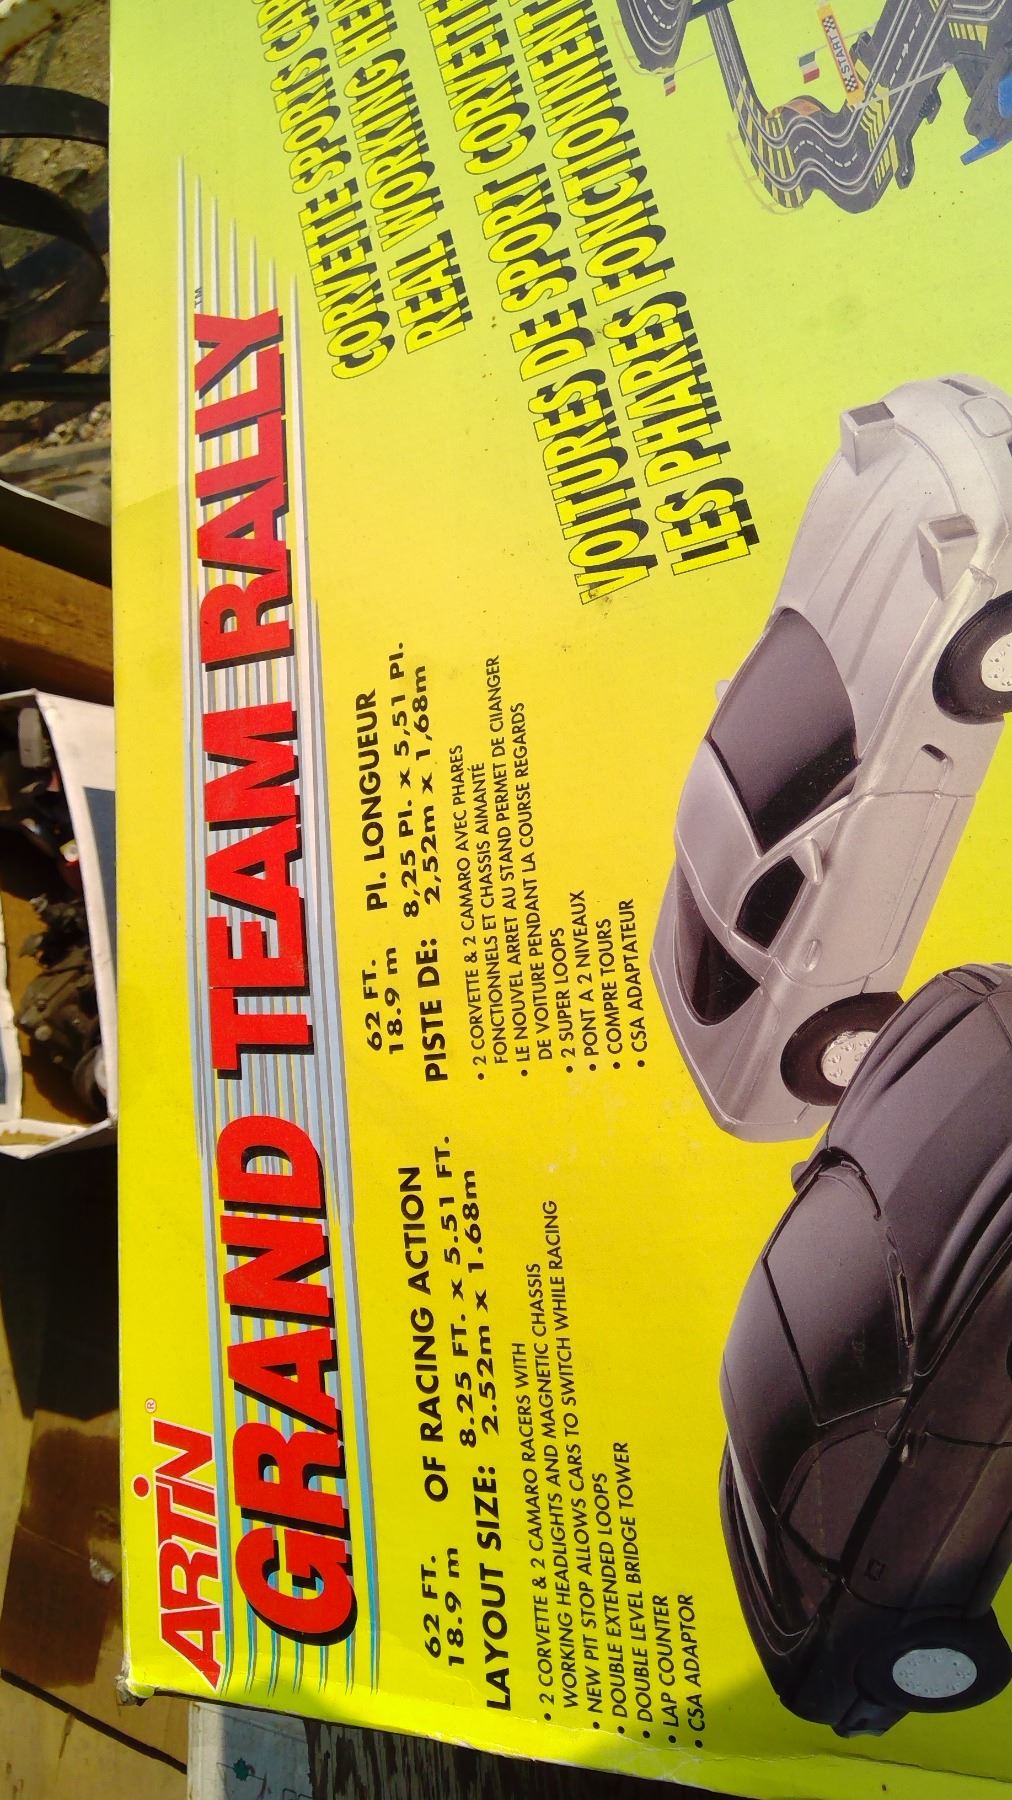 ARTIN®
GRAND TEAM RALLY™
62 FT.
18.9 m
OF RACING ACTION
LAYOUT SIZE: 8.25 FT. x 5.51 FT.
2.52m x 1.68m
• 2 CORVETTE & 2 CAMARO RACERS WITH
WORKING HEADLIGHTS AND MAGNETIC CHASSIS
• NEW PIT STOP ALLOWS CARS TO SWITCH WHILE RACING
• DOUBLE EXTENDED LOOPS
• DOUBLE LEVEL BRIDGE TOWER
• LAP COUNTER
• CSA ADAPTOR
62 FT.
18.9 m
PI. LONGUEUR
PISTE DE: 8,25 PI. x 5,51 PI.
2,52m x 1,68m
• 2 CORVETTE & 2 CAMARO AVEC PHARES
FONCTIONNELS ET CHASSIS AIMANTÉ
• LE NOUVEL ARRET AU STAND PERMET DE CIIANGER
DE VOITURE PENDANT LA COURSE REGARDS
• 2 SUPER LOOPS
• PONT A 2 NIVEAUX
• COMPRE TOURS
• CSA ADAPTATEUR
CORVETTE SPORTS
REAL WORKING
VOITURES DE SPORT
LES PHARES
START